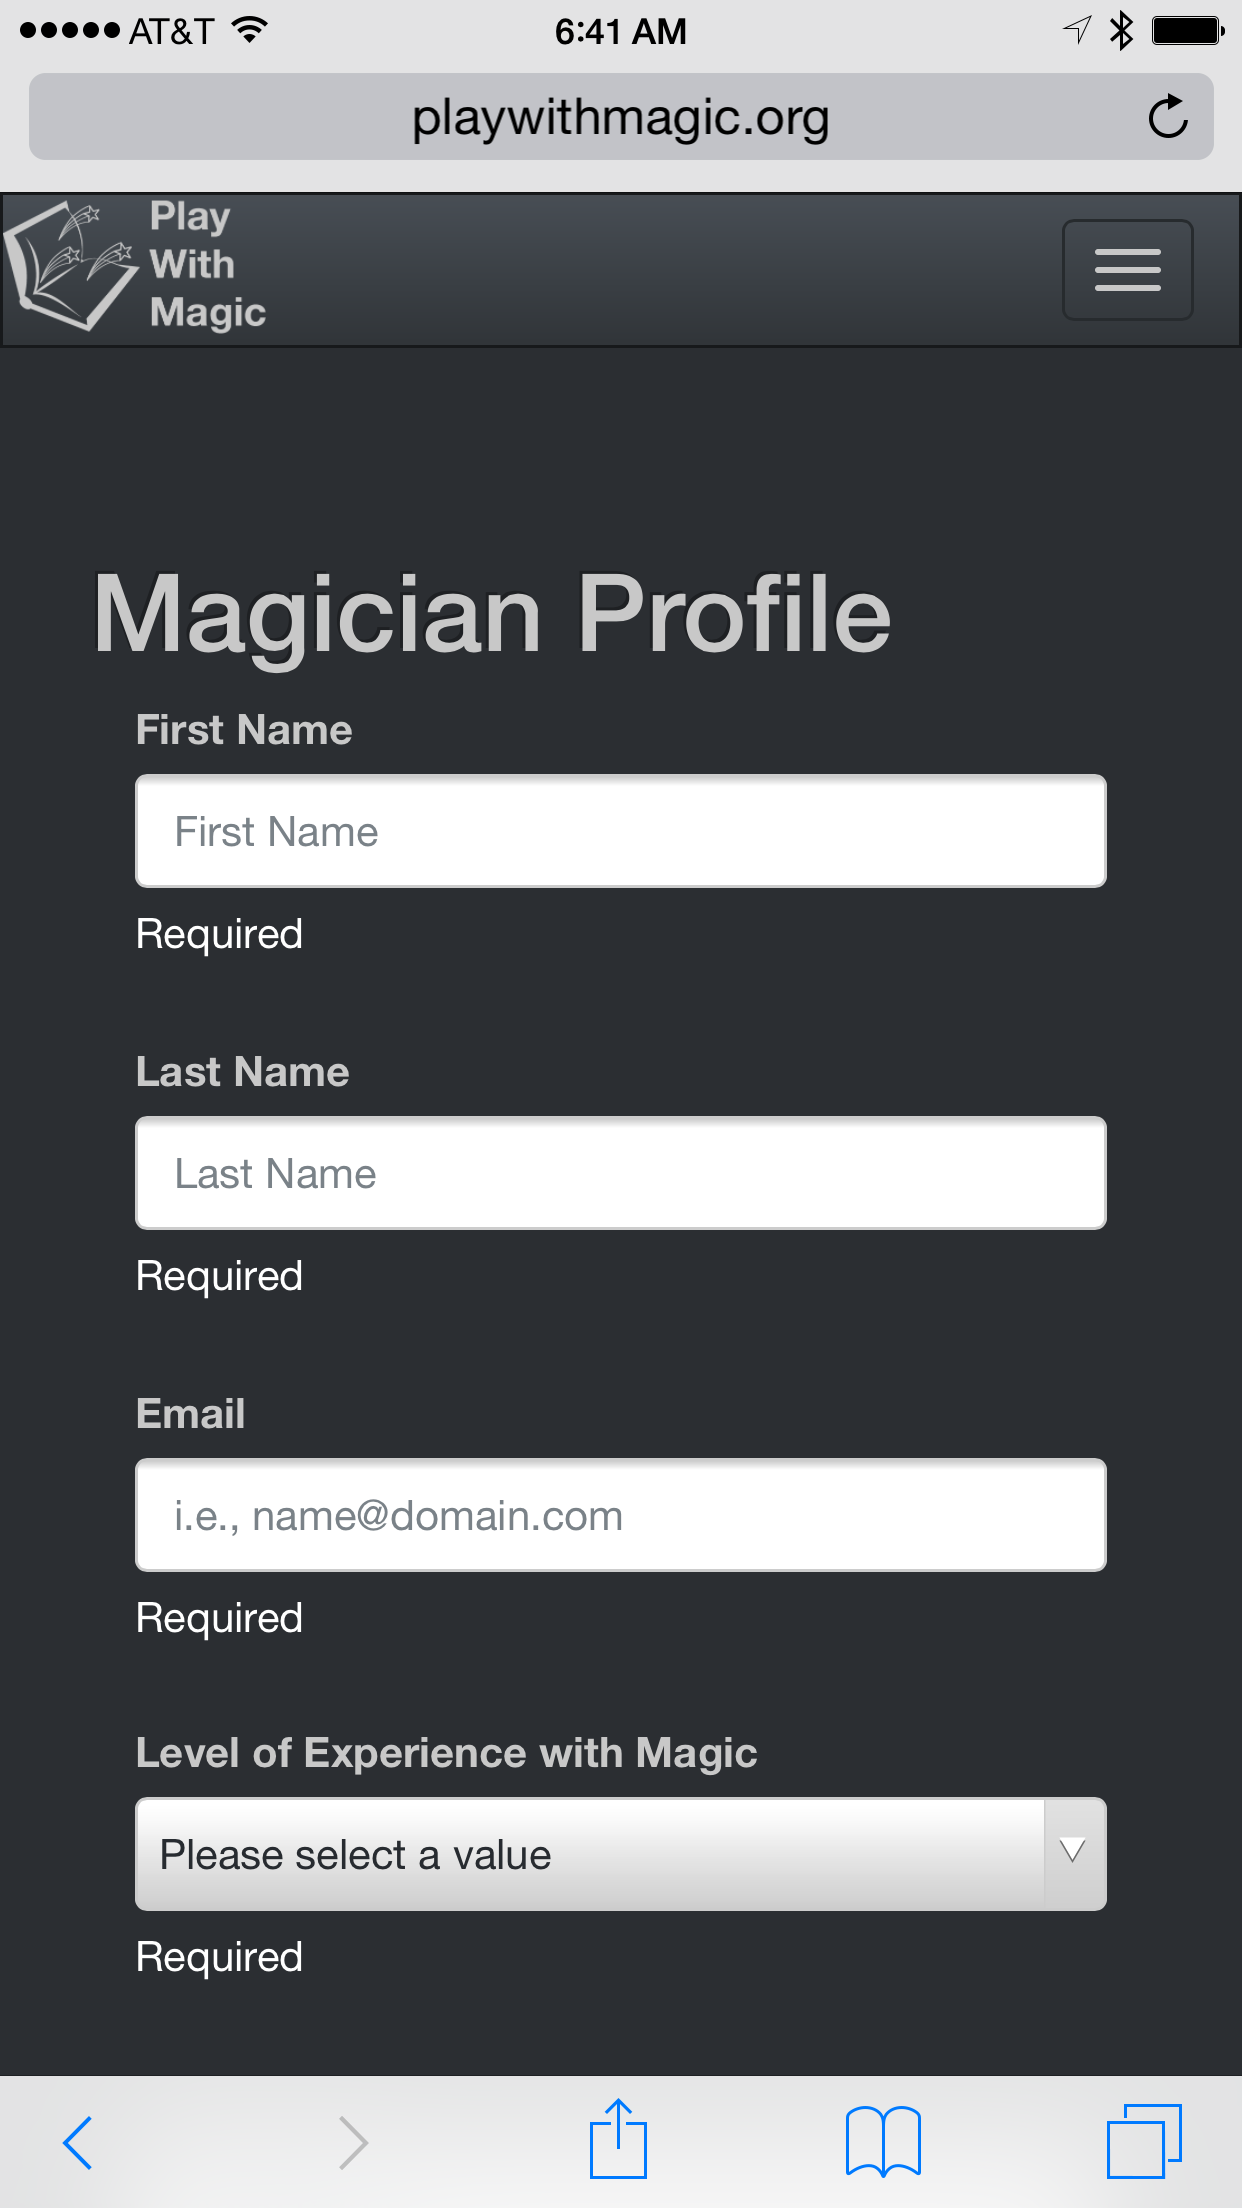 AT&T
6:41 AM
playwithmagic.org
Play
With
Magic
Magician Profile
First Name
First Name
Required
Last Name
Last Name
Required
Email
i.e., name@domain.com
Required
Level of Experience with Magic
Please select a value
Required